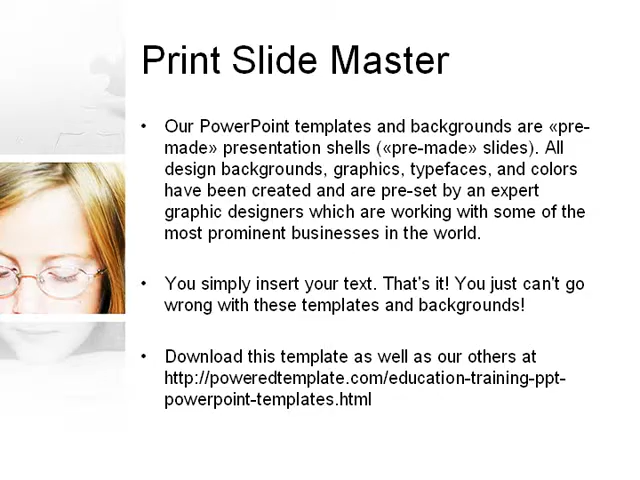 Print Slide Master
• Our PowerPoint templates and backgrounds are «pre-
made» presentation shells («pre-made» slides). All
design backgrounds, graphics, typefaces, and colors
have been created and are pre-set by an expert
graphic designers which are working with some of the
most prominent businesses in the world.
• You simply insert your text. That's it! You just can't go
wrong with these templates and backgrounds!
• Download this template as well as our others at
http://poweredtemplate.com/education-training-ppt-
powerpoint-templates.html